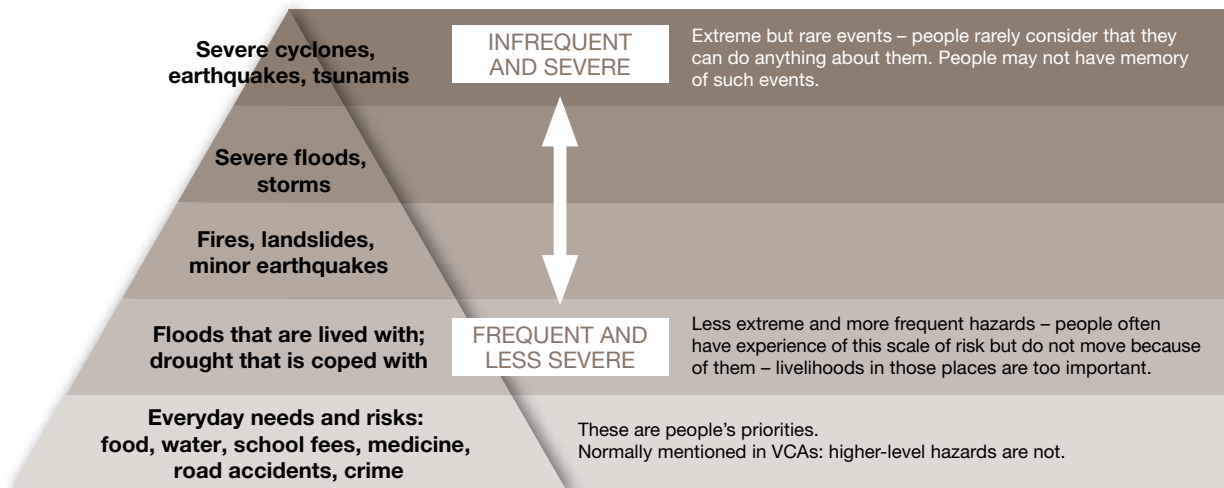 Severe cyclones,
earthquakes, tsunamis
INFREQUENT
AND SEVERE
Extreme but rare events – people rarely consider that they
can do anything about them. People may not have memory
of such events.
Severe floods,
storms
Fires, landslides,
minor earthquakes
Floods that are lived with;
drought that is coped with
FREQUENT AND
LESS SEVERE
Less extreme and more frequent hazards – people often
have experience of this scale of risk but do not move because
of them – livelihoods in those places are too important.
Everyday needs and risks:
food, water, school fees, medicine,
road accidents, crime
These are people’s priorities.
Normally mentioned in VCAs: higher-level hazards are not.